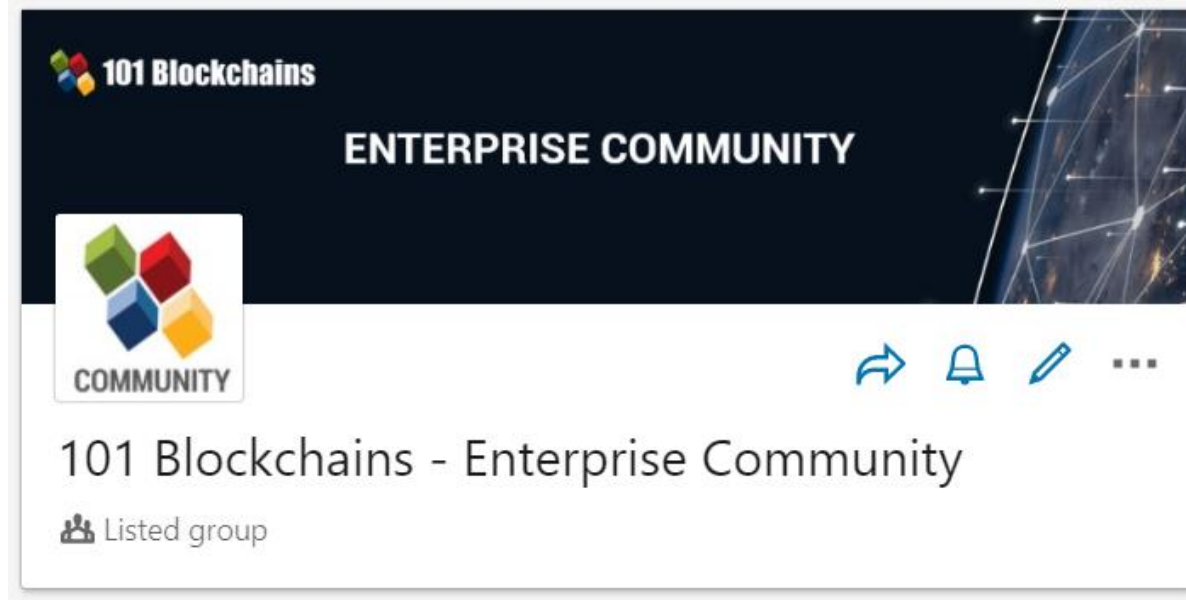 101 Blockchains
ENTERPRISE COMMUNITY
COMMUNITY
101 Blockchains - Enterprise Community
Listed group